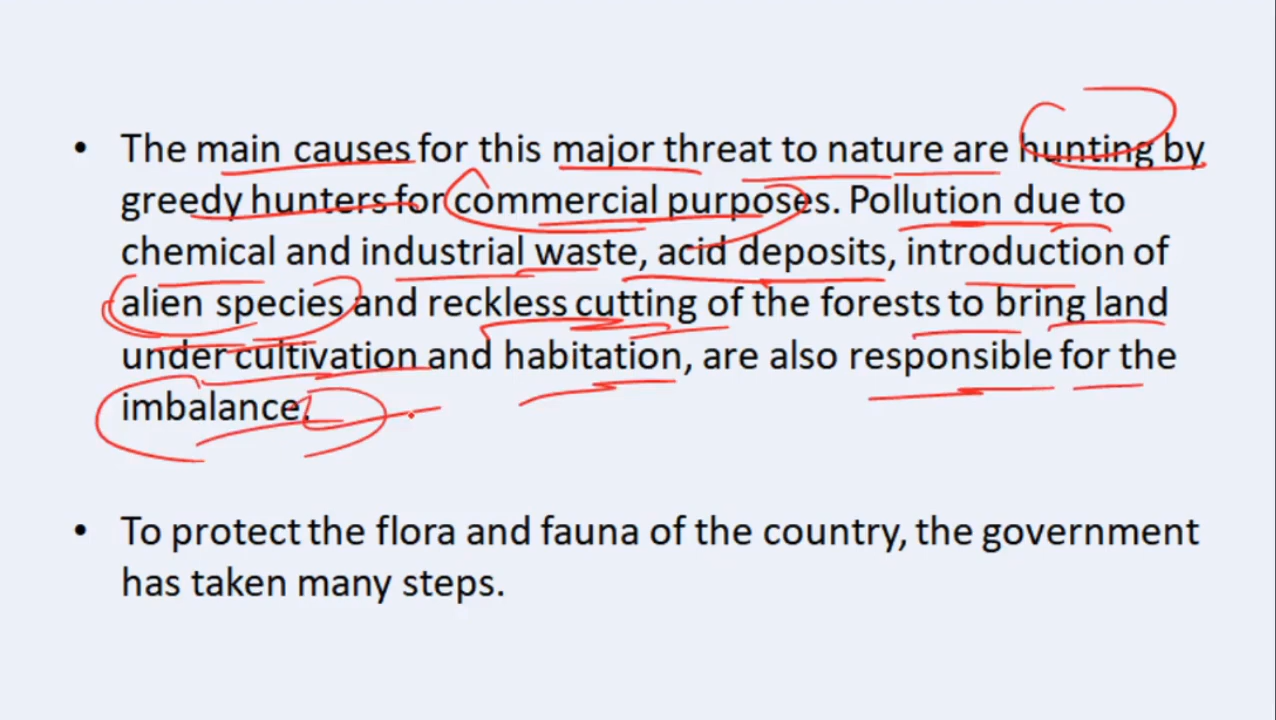 • The main causes for this major threat to nature are hunting by
greedy hunters for commercial purposes. Pollution due to
chemical and industrial waste, acid deposits, introduction of
alien species and reckless cutting of the forests to bring land
under cultivation and habitation, are also responsible for the
imbalance.
• To protect the flora and fauna of the country, the government
has taken many steps.